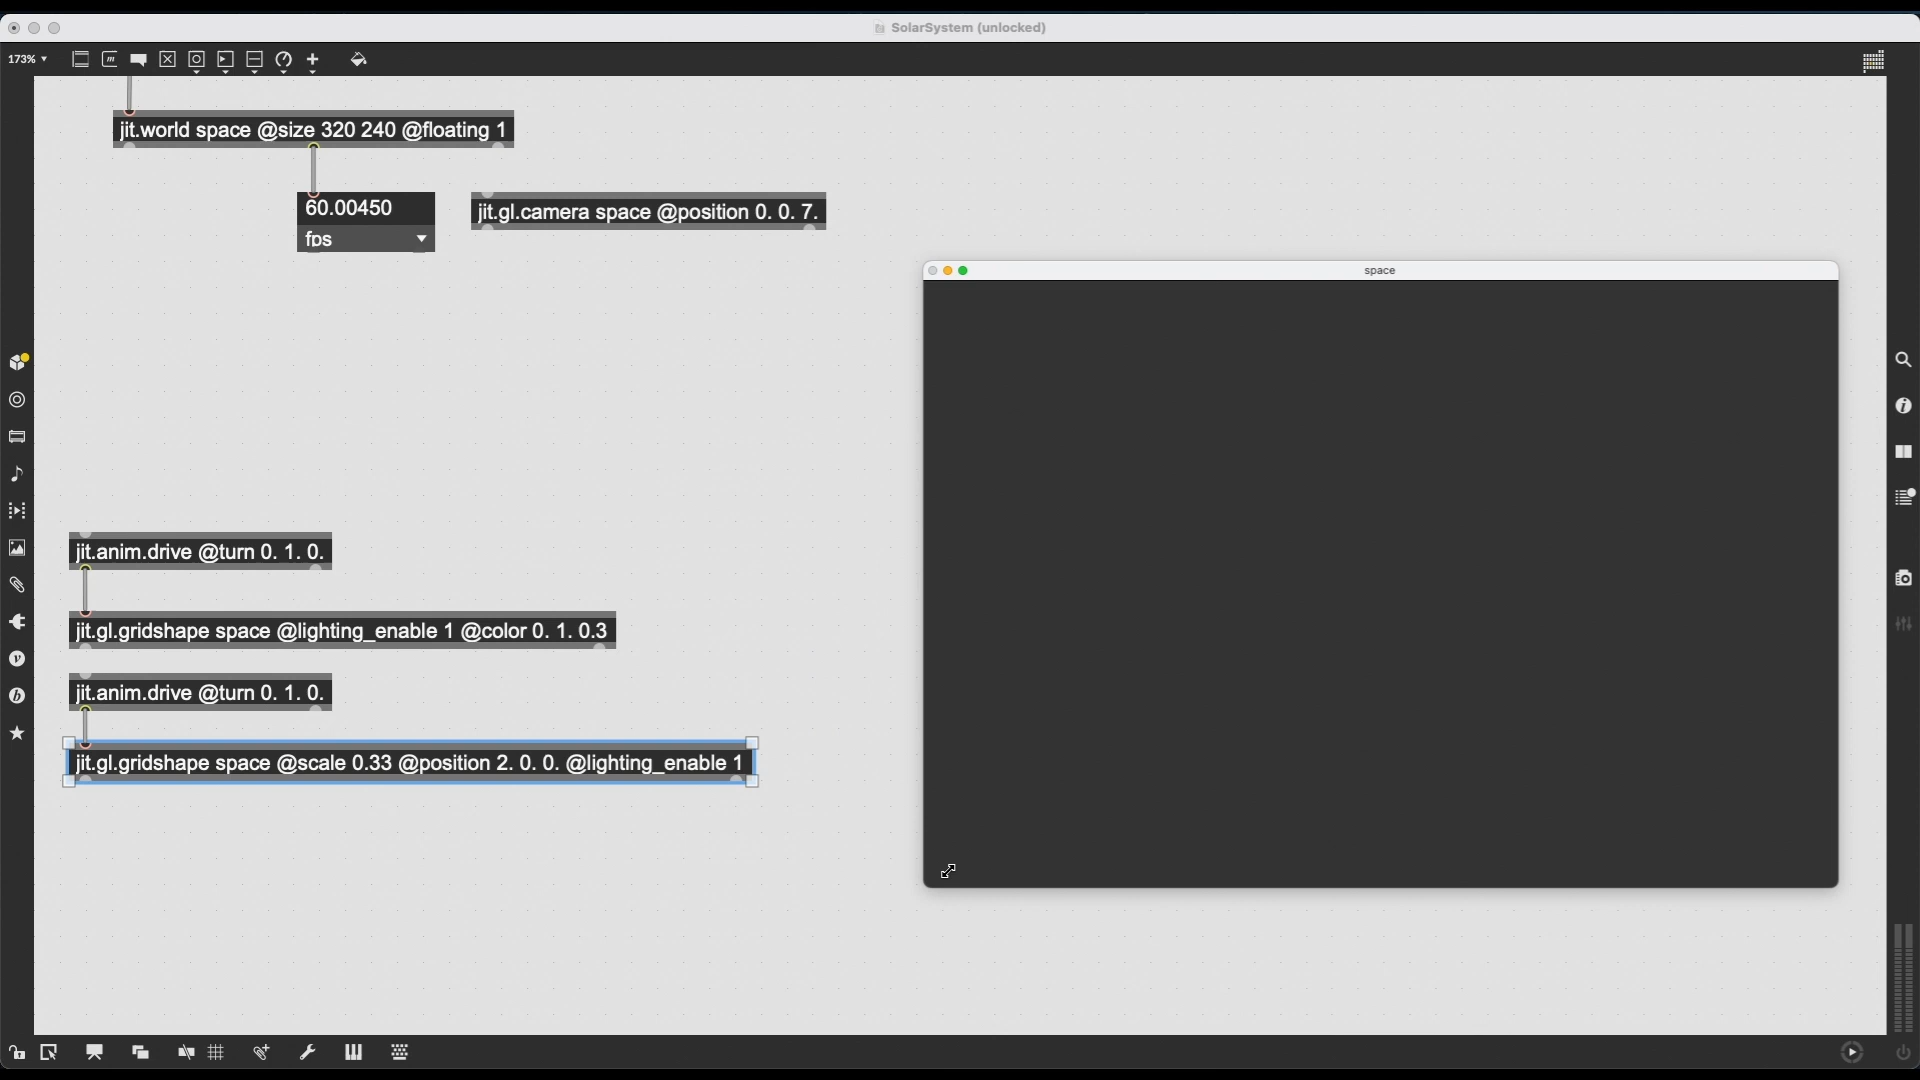 SolarSystem (unlocked)
173%
jit.world space @size 320 240 @floating 1
60.00450
fps
jit.gl.camera space @position 0. 0. 7.
space
jit.anim.drive @turn 0. 1. 0.
jit.gl.gridshape space @lighting_enable 1 @color 0. 1. 0.3
jit.anim.drive @turn 0. 1. 0.
jit.gl.gridshape space @scale 0.33 @position 2. 0. 0. @lighting_enable 1